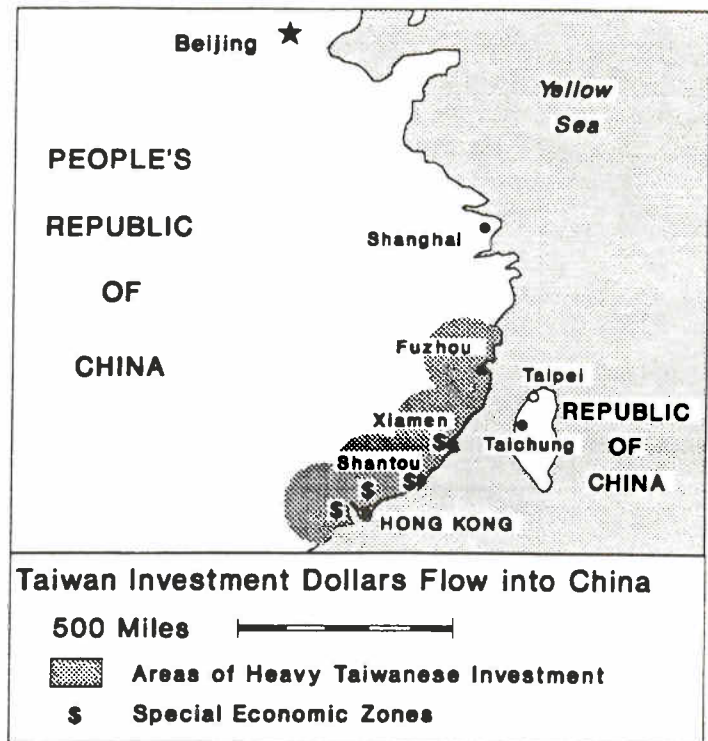 Beijing
Yellow
Sea
PEOPLE'S
REPUBLIC
OF
CHINA
Shanghai
Fuzhou
Taipei
Xiamen
REPUBLIC
OF
CHINA
$
Taichung
Shantou
$
$
$
HONG KONG
Taiwan Investment Dollars Flow into China
500 Miles
Areas of Heavy Taiwanese Investment
$ Special Economic Zones